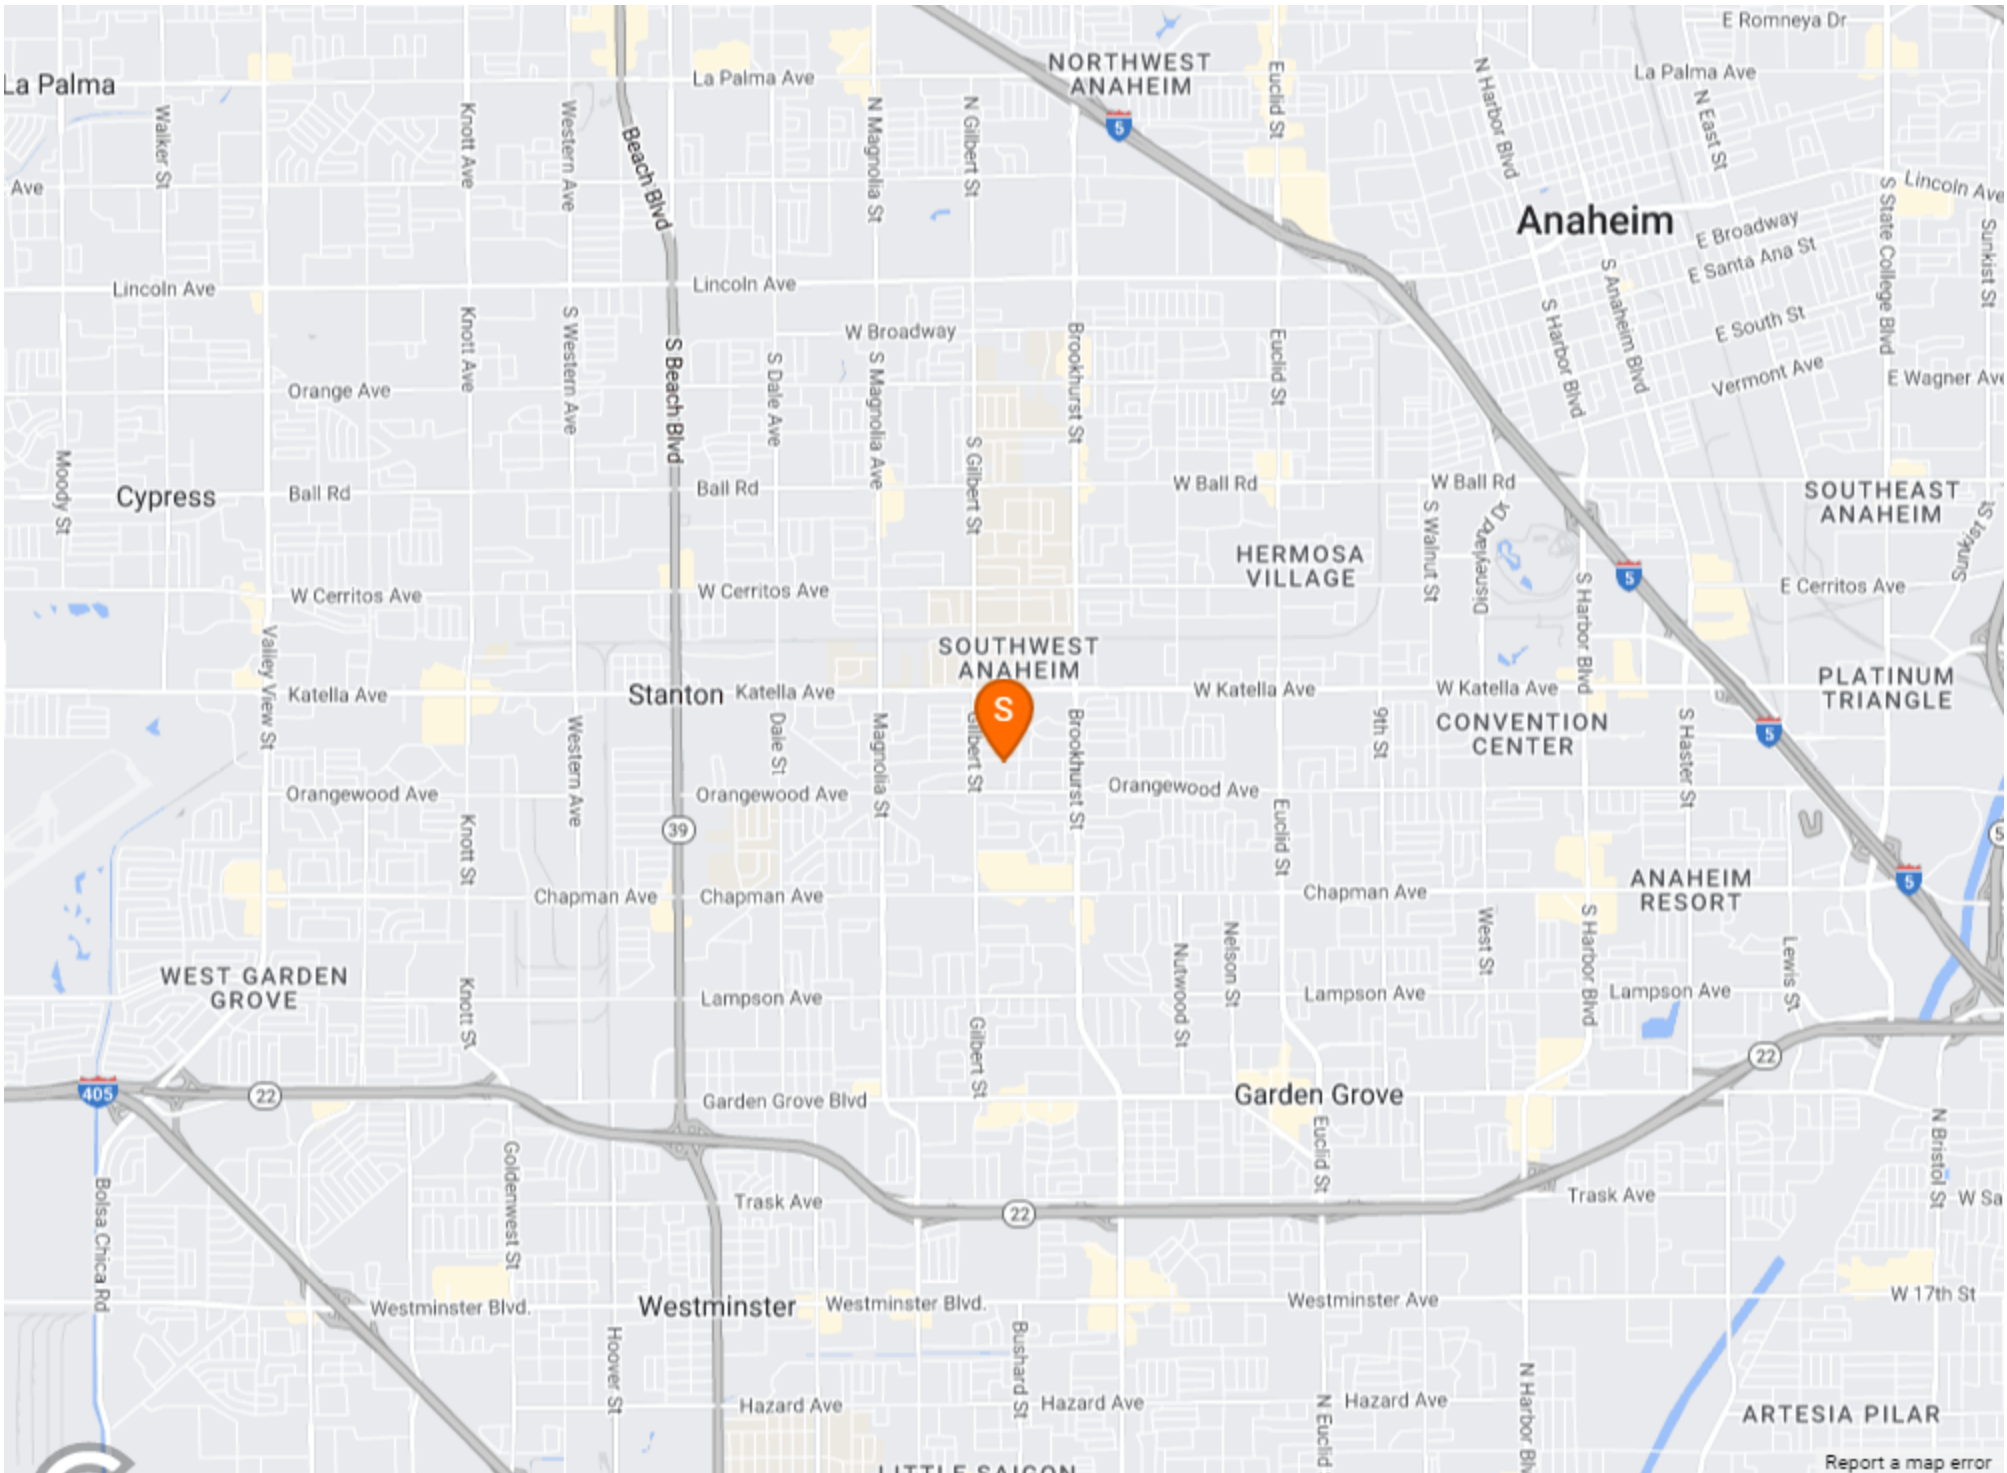 E Romneya Dr
NORTHWEST
ANAHEIM
La Palma
La Palma Ave
La Palma Ave
Euclid St
N Harbor Blvd
N East St
Walker St
Knott Ave
Western Ave
Beach Blvd
N Magnolia St
N Gilbert St
5
Ave
Lincoln Ave
S State College Blvd
Sunkist St
Anaheim
E Broadway
E Santa Ana St
Lincoln Ave
Lincoln Ave
S Anaheim Blvd
S Harbor Blvd
E South St
Knott Ave
S Western Ave
S Beach Blvd
W Broadway
S Dale Ave
S Magnolia Ave
Brookhurst St
Euclid St
Vermont Ave
E Wagner Ave
Orange Ave
S Gilbert St
Moody St
Cypress
Ball Rd
Ball Rd
W Ball Rd
W Ball Rd
SOUTHEAST
ANAHEIM
S Walnut St
Disneyland Dr
Sunkist St
HERMOSA
VILLAGE
5
S Harbor Blvd
E Cerritos Ave
W Cerritos Ave
W Cerritos Ave
Valley View St
SOUTHWEST
ANAHEIM
PLATINUM
TRIANGLE
Katella Ave
Stanton
Katella Ave
S
W Katella Ave
W Katella Ave
CONVENTION
CENTER
Western Ave
Dale St
Magnolia St
Gilbert St
Brookhurst St
9th St
S Haster St
5
Orangewood Ave
Orangewood Ave
Orangewood Ave
Knott St
39
Euclid St
5
5
Chapman Ave
Chapman Ave
Chapman Ave
ANAHEIM
RESORT
West St
S Harbor Blvd
Nelson St
Nutwood St
Lewis St
WEST GARDEN
GROVE
Knott St
Lampson Ave
Lampson Ave
Lampson Ave
Gilbert St
22
405
22
Garden Grove Blvd
Garden Grove
Euclid St
N Bristol St
Goldenwest St
Bolsa Chica Rd
Trask Ave
22
Trask Ave
W Sa
Westminster Blvd.
Westminster
Westminster Blvd.
Westminster Ave
W 17th St
Hoover St
Bushard St
N Harbor Blv
N Euclid
Hazard Ave
Hazard Ave
Hazard Ave
ARTESIA PILAR
LITTLE SAIGON
Report a map error